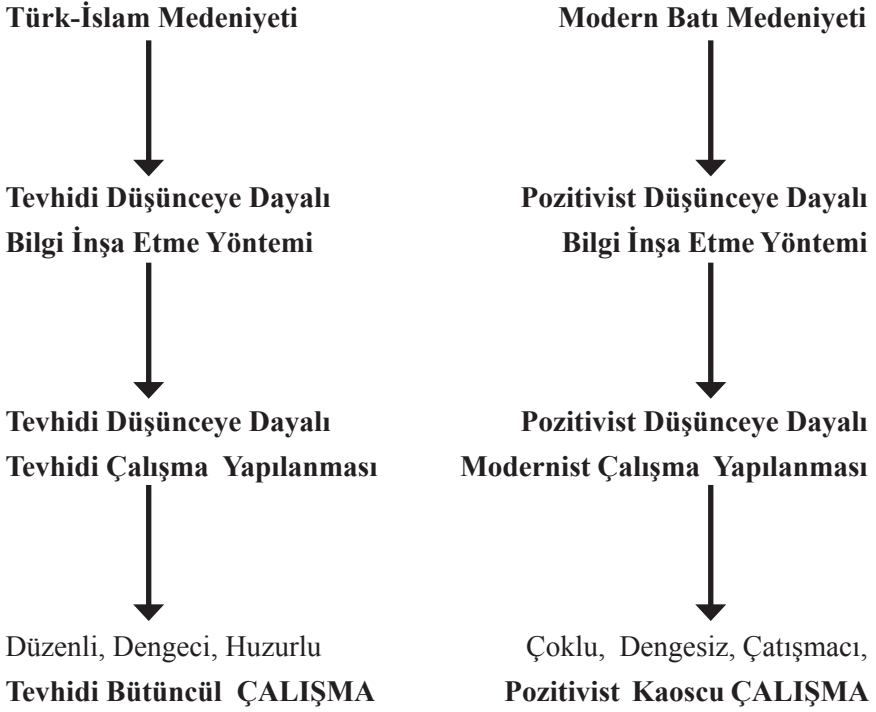 Türk-İslam Medeniyeti
Modern Batı Medeniyeti
Tevhidi Düşünceye Dayalı
Bilgi İnşa Etme Yöntemi
Pozitivist Düşünceye Dayalı
Bilgi İnşa Etme Yöntemi
Tevhidi Düşünceye Dayalı
Tevhidi Çalışma Yapılanması
Pozitivist Düşünceye Dayalı
Modernist Çalışma Yapılanması
Düzenli, Dengeci, Huzurlu
Tevhidi Bütüncül ÇALIŞMA
Çoklu, Dengesiz, Çatışmacı,
Pozitivist Kaoscu ÇALIŞMA